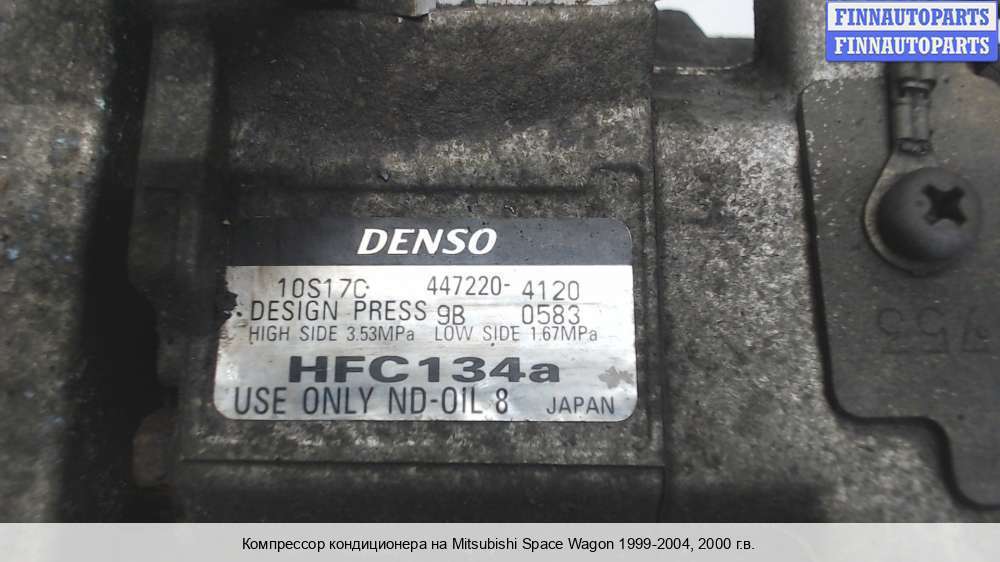 FINNAUTOPARTS
FINNAUTOPARTS
DENSO
10S17C 447220-4120
DESIGN PRESS 9B 0583
HIGH SIDE 3.53MPa LOW SIDE 1.67MPa
HFC134a
USE ONLY ND-OIL 8 JAPAN
Компрессор кондиционера на Mitsubishi Space Wagon 1999-2004, 2000 г.в.